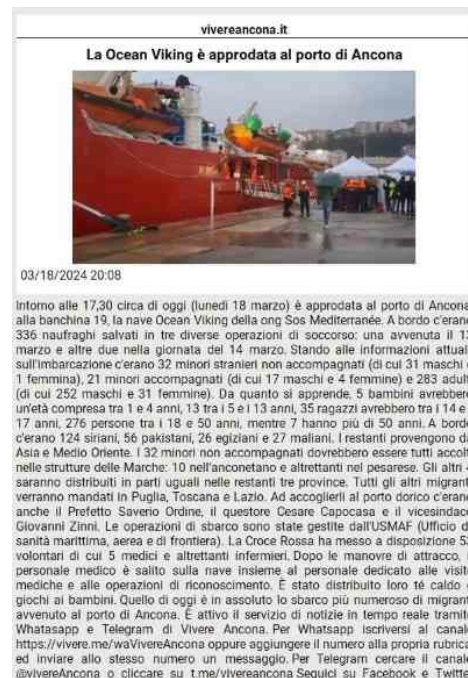 vivereancona.it
La Ocean Viking è approdata al porto di Ancona
03/18/2024 20:08
Intorno alle 17,30 circa di oggi (lunedì 18 marzo) è approdata al porto di Ancona
alla banchina 19, la nave Ocean Viking della ong Sos Mediterranée. A bordo c'erano
336 naufraghi salvati in tre diverse operazioni di soccorso: una avvenuta il 13
marzo e altre due nella giornata del 14 marzo. Stando alle informazioni attuali
sull'imbarcazione c'erano 32 minori stranieri non accompagnati (di cui 31 maschi e
1 femmina), 21 minori accompagnati (di cui 17 maschi e 4 femmine) e 283 adulti
(di cui 252 maschi e 31 femmine). Da quanto si apprende, 5 bambini avrebbero
un'età compresa tra 1 e 4 anni, 13 tra i 5 e i 13 anni, 35 ragazzi avrebbero tra i 14 e
17 anni, 276 persone tra i 18 e 50 anni, mentre 7 hanno più di 50 anni. A bordo
c'erano 124 siriani, 56 pakistani, 26 egiziani e 27 maliani. I restanti provengono da
Asia e Medio Oriente. I 32 minori non accompagnati dovrebbero essere tutti accolti
nelle strutture delle Marche: 10 nell'anconetano e altrettanti nel pesarese. Gli altri
saranno distribuiti in parti uguali nelle restanti tre province. Tutti gli altri migranti
verranno mandati in Puglia, Toscana e Lazio. Ad accoglierli al porto dorico c'erano
anche il Prefetto Saverio Ordine, il questore Cesare Capocasa e il vicesindaco
Giovanni Zinni. Le operazioni di sbarco sono state gestite dall'USMAF (Ufficio di
sanità marittima, aerea e di frontiera). La Croce Rossa ha messo a disposizione
volontari di cui 5 medici e altrettanti infermieri. Dopo le manovre di attracco,
personale medico è salito sulla nave insieme al personale dedicato alle visite
mediche e alle operazioni di riconoscimento. È stato distribuito loro té caldo e
giochi ai bambini. Quello di oggi è in assoluto lo sbarco più numeroso di migranti
avvenuto al porto di Ancona. È attivo il servizio di notizie in tempo reale tramite
Whatasapp e Telegram di Vivere Ancona. Per Whatsapp iscriversi al canale
https://vivere.me/waVivereAncona oppure aggiungere il numero alla propria rubrica
ed inviare allo stesso numero un messaggio. Per Telegram cercare il canale
@vivereAncona o cliccare su t.me/vivereancona Seguici su Facebook e Twitter